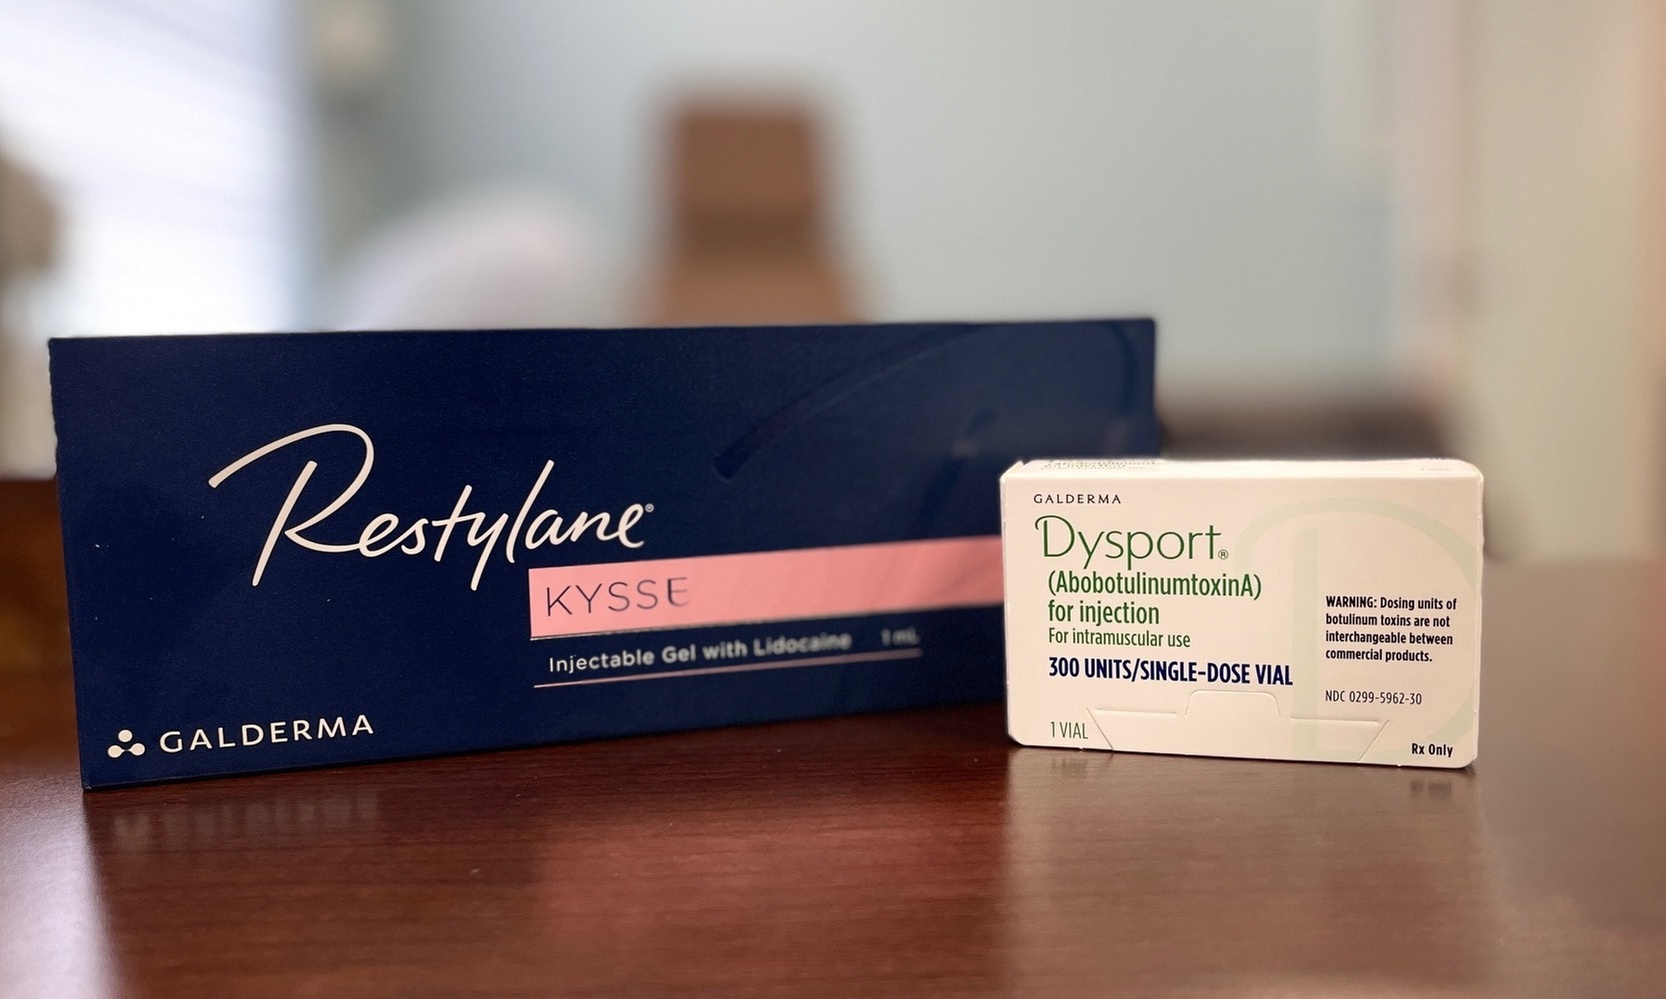 Restylane®
KYSSE
Injectable Gel with Lidocaine 1 mL
GALDERMA
GALDERMA
Dysport®
(AbobotulinumtoxinA)
for injection
For intramuscular use
300 UNITS/SINGLE-DOSE VIAL
1 VIAL
WARNING: Dosing units of
botulinum toxins are not
interchangeable between
commercial products.
NDC 0299-5962-30
Rx Only